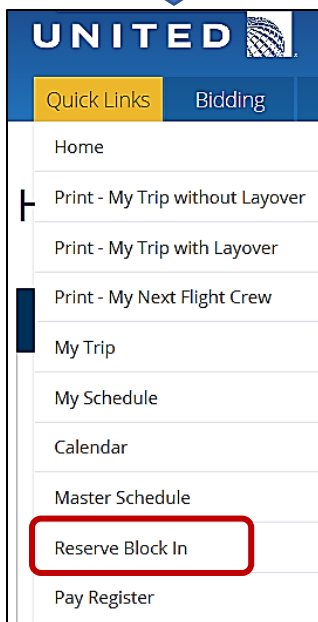 UNITED
Quick Links Bidding
Home
H
Print - My Trip without Layover
Print - My Trip with Layover
Print - My Next Flight Crew
My Trip
My Schedule
Calendar
Master Schedule
Reserve Block In
Pay Register